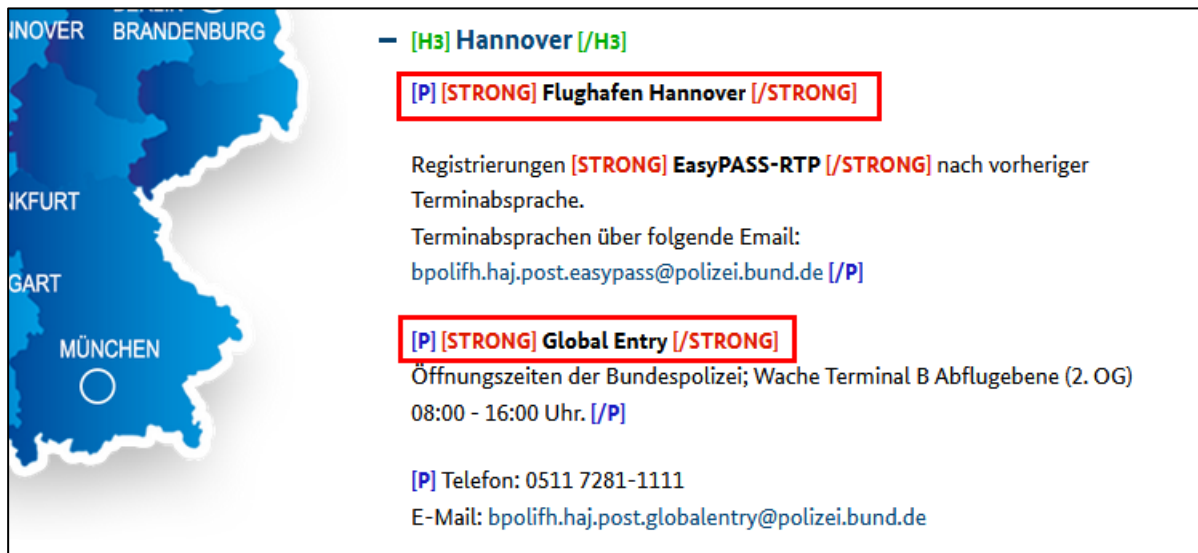 BRANDENBURG
[H3] Hannover [/H3]
[P] [STRONG] Flughafen Hannover [/STRONG]
Registrierungen [STRONG] EasyPASS-RTP [/STRONG] nach vorheriger
Terminabsprache.
Terminabsprachen über folgende Email:
bpolifh.haj.post.easypass@polizei.bund.de [/P]
[P] [STRONG] Global Entry [/STRONG]
Öffnungszeiten der Bundespolizei; Wache Terminal B Abflugebene (2. OG)
08:00 - 16:00 Uhr. [/P]
[P] Telefon: 0511 7281-1111
E-Mail: bpolifh.haj.post.globalentry@polizei.bund.de
NNOVER
NKFURT
GART
MÜNCHEN